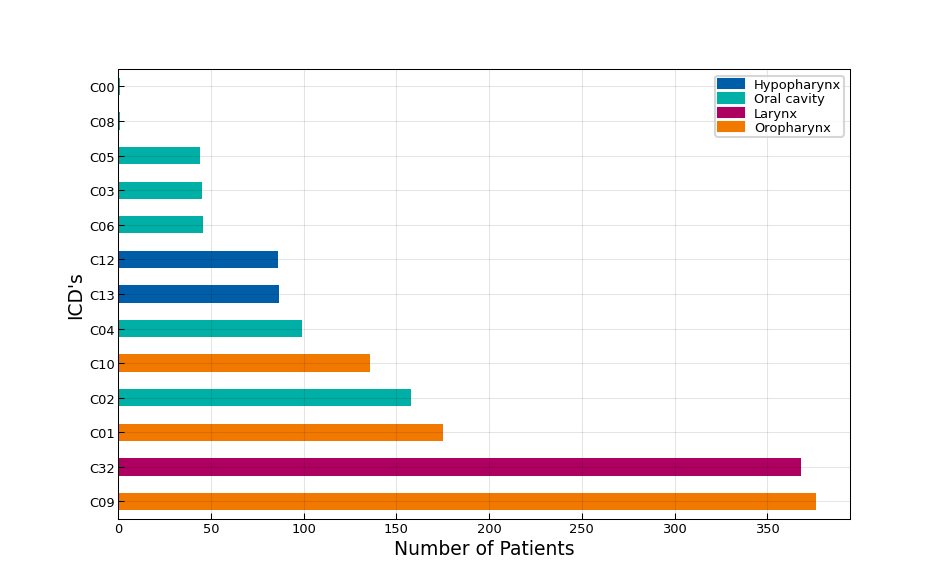 C00
C08
C05
C03
C06
C12
C13
C04
C10
C02
C01
C32
C09
ICD's
Hypopharynx
Oral cavity
Larynx
Oropharynx
0 50 100 150 200 250 300 350
Number of Patients